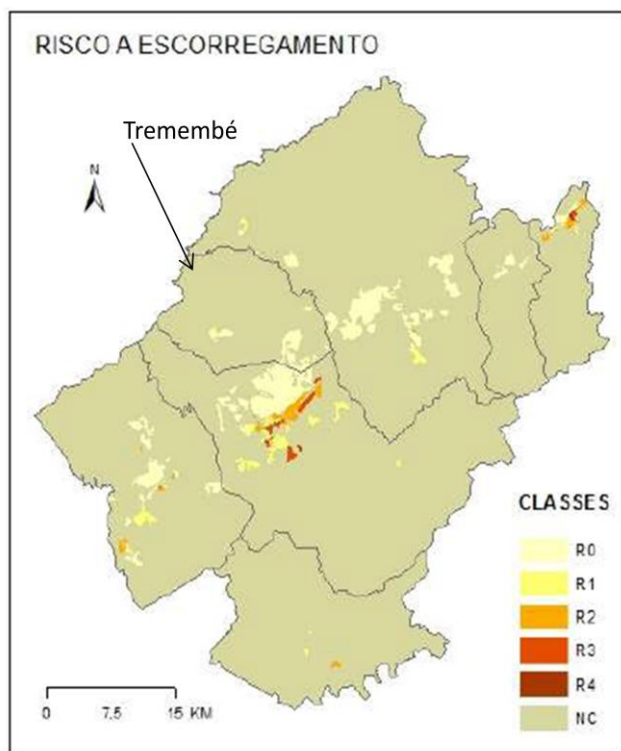 RISCO A ESCORREGAMENTO
Tremembé
N
CLASSES
R0
R1
R2
R3
R4
NC
0 7.5 15 KM